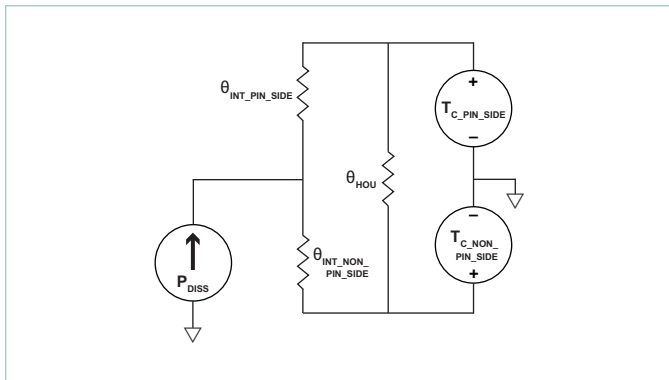 θINT_PIN_SIDE
+
TC_PIN_SIDE
–
θHOU
–
TC_NON_
PIN_SIDE
+
θINT_NON_
PIN_SIDE
PDISS